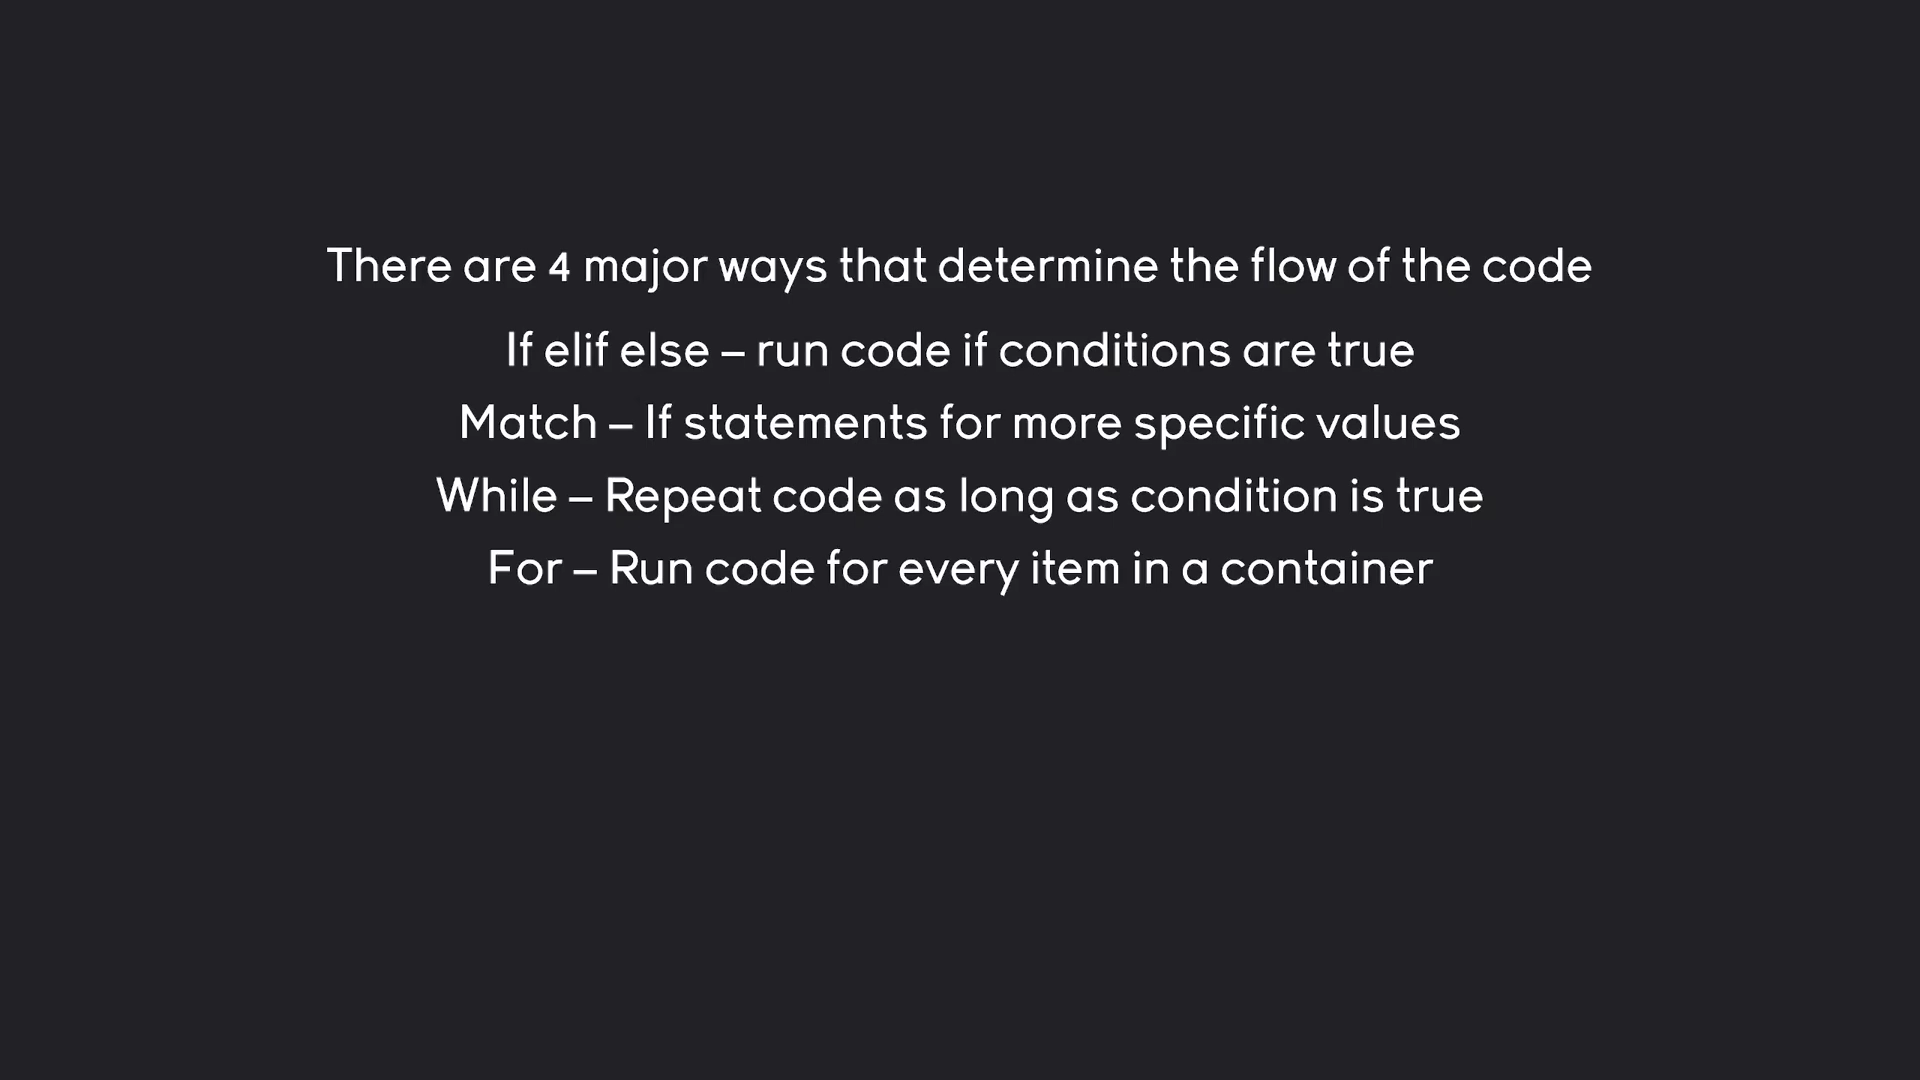 There are 4 major ways that determine the flow of the code
If elif else – run code if conditions are true
Match – If statements for more specific values
While – Repeat code as long as condition is true
For – Run code for every item in a container